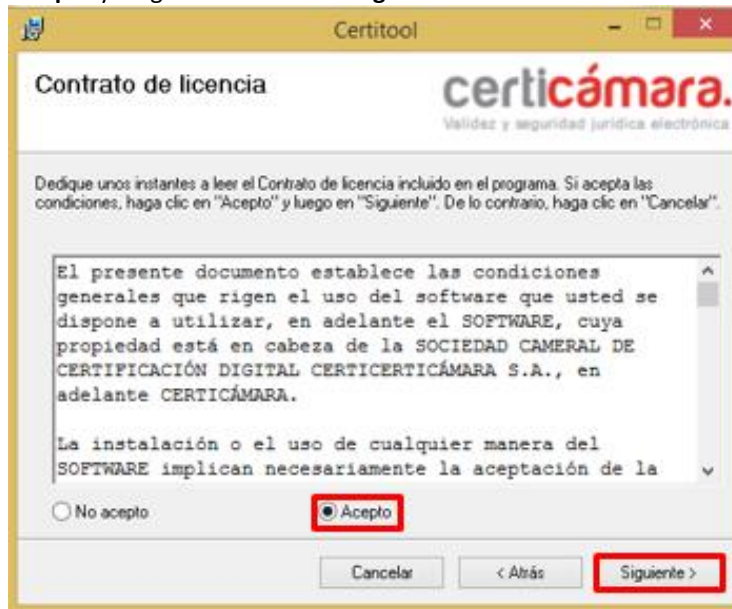 Certitool
Contrato de licencia
certicámara.
Validez y seguridad jurídica electrónica
Dedique unos instantes a leer el Contrato de licencia incluido en el programa. Si acepta las
condiciones, haga clic en "Acepto" y luego en "Siguiente". De lo contrario, haga clic en "Cancelar".
El presente documento establece las condiciones
generales que rigen el uso del software que usted se
dispone a utilizar, en adelante el SOFTWARE, cuya
propiedad está en cabeza de la SOCIEDAD CAMERAL DE
CERTIFICACIÓN DIGITAL CERTICERTICÁMARA S.A., en
adelante CERTICÁMARA.
La instalación o el uso de cualquier manera del
SOFTWARE implican necesariamente la aceptación de la
No acepto
Acepto
Cancelar
< Atrás
Siguiente >